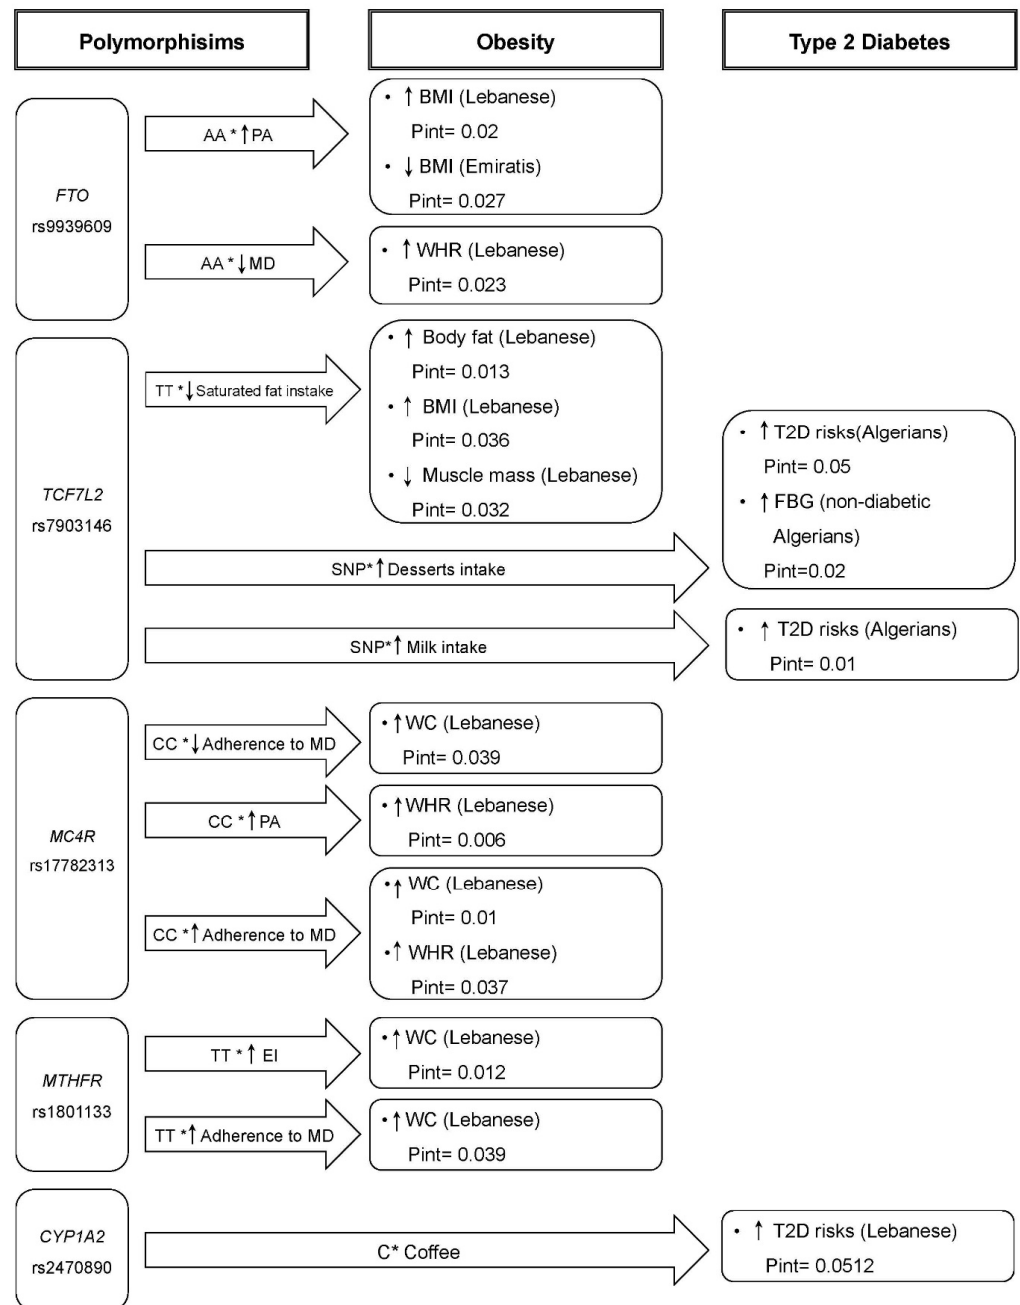 Polymorphisims
Obesity
Type 2 Diabetes
FTO
rs9939609
AA * ↑ PA
• ↑ BMI (Lebanese)
Pint= 0.02
• ↓ BMI (Emiratis)
Pint= 0.027
AA * ↓ MD
• ↑ WHR (Lebanese)
Pint= 0.023
TCF7L2
rs7903146
TT * ↓ Saturated fat instake
• ↑ Body fat (Lebanese)
Pint= 0.013
• ↑ BMI (Lebanese)
Pint= 0.036
• ↓ Muscle mass (Lebanese)
Pint= 0.032
SNP* ↑ Desserts intake
• ↑ T2D risks(Algerians)
Pint= 0.05
• ↑ FBG (non-diabetic
Algerians)
Pint=0.02
SNP* ↑ Milk intake
• ↑ T2D risks (Algerians)
Pint= 0.01
MC4R
rs17782313
CC * ↓ Adherence to MD
• ↑ WC (Lebanese)
Pint= 0.039
CC * ↑ PA
• ↑ WHR (Lebanese)
Pint= 0.006
CC * ↑ Adherence to MD
• ↑ WC (Lebanese)
Pint= 0.01
• ↑ WHR (Lebanese)
Pint= 0.037
MTHFR
rs1801133
TT * ↑ EI
• ↑ WC (Lebanese)
Pint= 0.012
TT * ↑ Adherence to MD
• ↑ WC (Lebanese)
Pint= 0.039
CYP1A2
rs2470890
C* Coffee
• ↑ T2D risks (Lebanese)
Pint= 0.0512